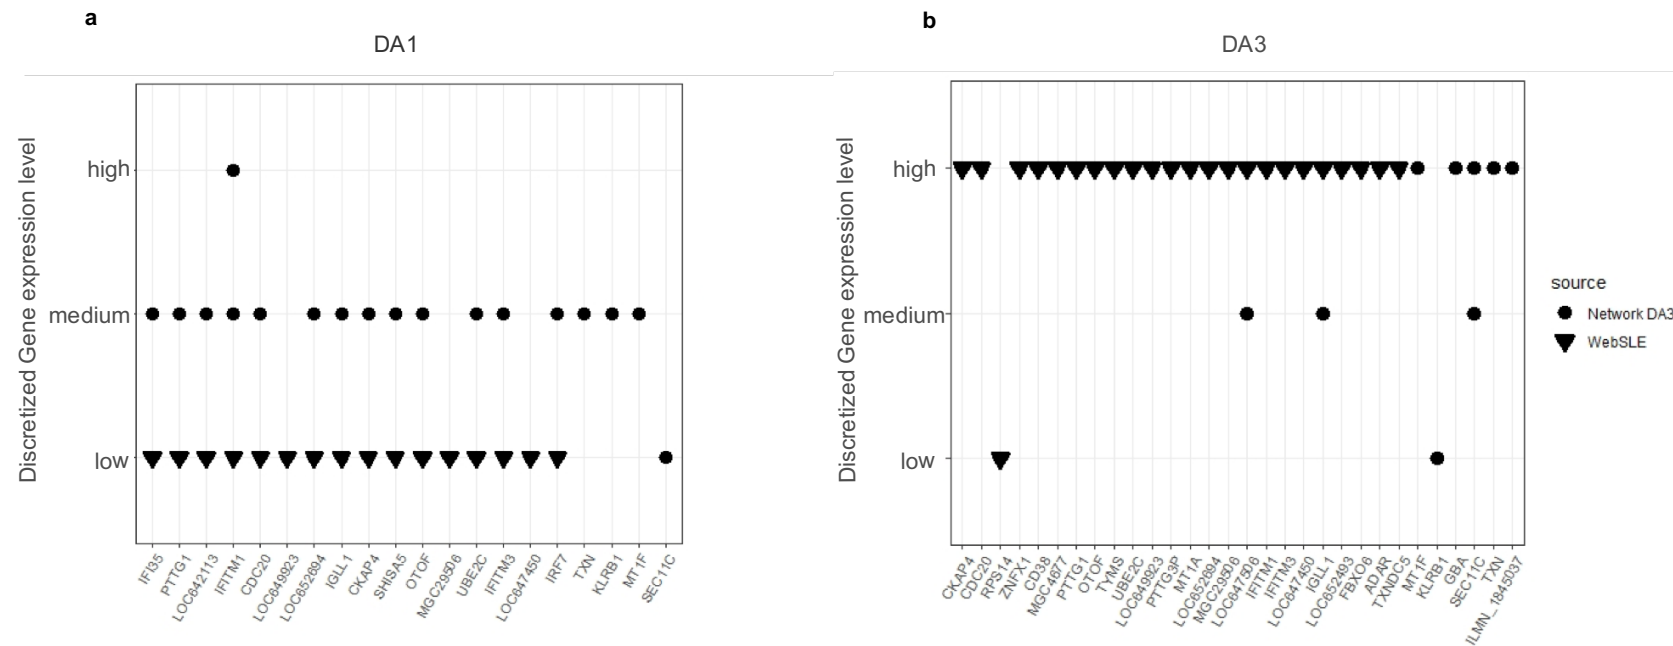 a
DA1
Discretized Gene expression level
high
medium
low
IFI35
PTTG1
LOC642113
IFITM1
CDC20
LOC649923
LOC652694
IGLL1
CKAP4
SHISA5
OTOF
MGC29506
UBE2C
IFITM3
LOC647450
IRF7
TXN
KLRB1
MT1F
SEC11C
b
DA3
Discretized Gene expression level
high
medium
low
CKAP4
CDC20
RPS14
ZNFX1
CD38
MGC4677
PTTG1
OTOF
TYMS
UBE2C
LOC649923
PTTG3P
MT1A
LOC652694
MGC29506
LOC647506
IFITM1
IFITM3
LOC647450
IGLL1
LOC652493
FBXO6
ADAR
TXNDC5
MT1F
KLRB1
GBA
SEC11C
TXN
ILMN_1845037
source
Network DA3
WebSLE